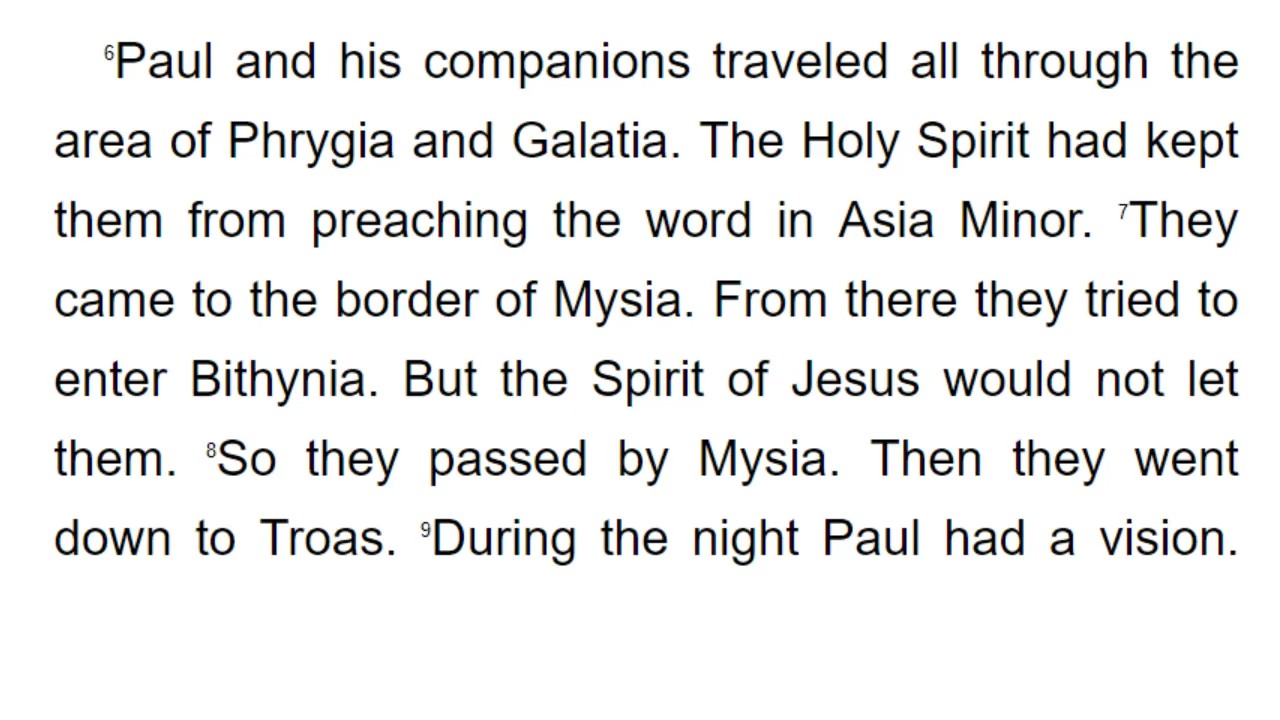 ⁶Paul and his companions traveled all through the
area of Phrygia and Galatia. The Holy Spirit had kept
them from preaching the word in Asia Minor. ⁷They
came to the border of Mysia. From there they tried to
enter Bithynia. But the Spirit of Jesus would not let
them. ⁸So they passed by Mysia. Then they went
down to Troas. ⁹During the night Paul had a vision.